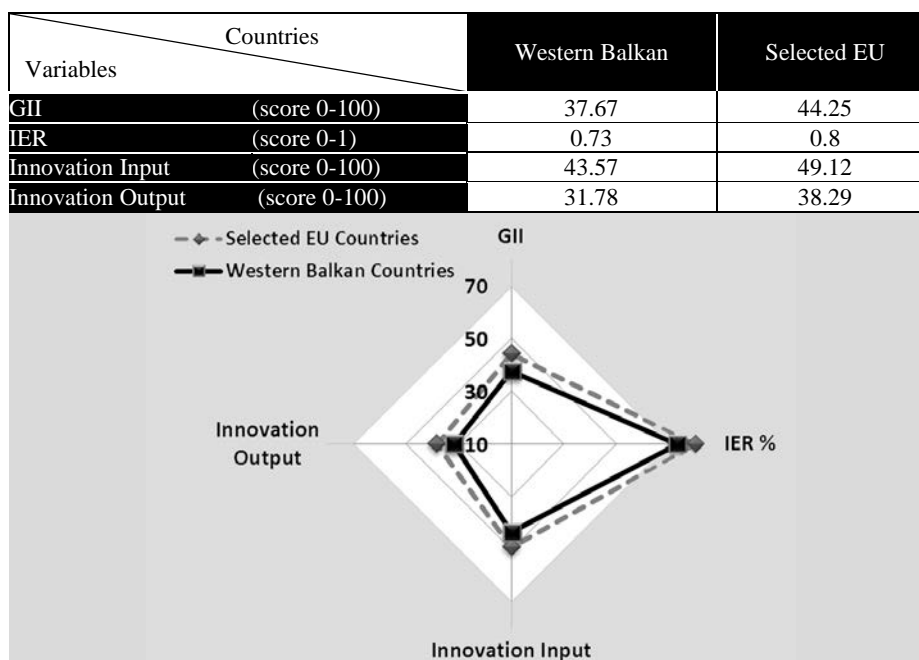 Countries
Variables
Western Balkan
Selected EU
GII (score 0-100) 37.67 44.25
IER (score 0-1) 0.73 0.8
Innovation Input (score 0-100) 43.57 49.12
Innovation Output (score 0-100) 31.78 38.29
Selected EU Countries
Western Balkan Countries
GII
70
50
30
10
IER %
Innovation
Output
Innovation Input